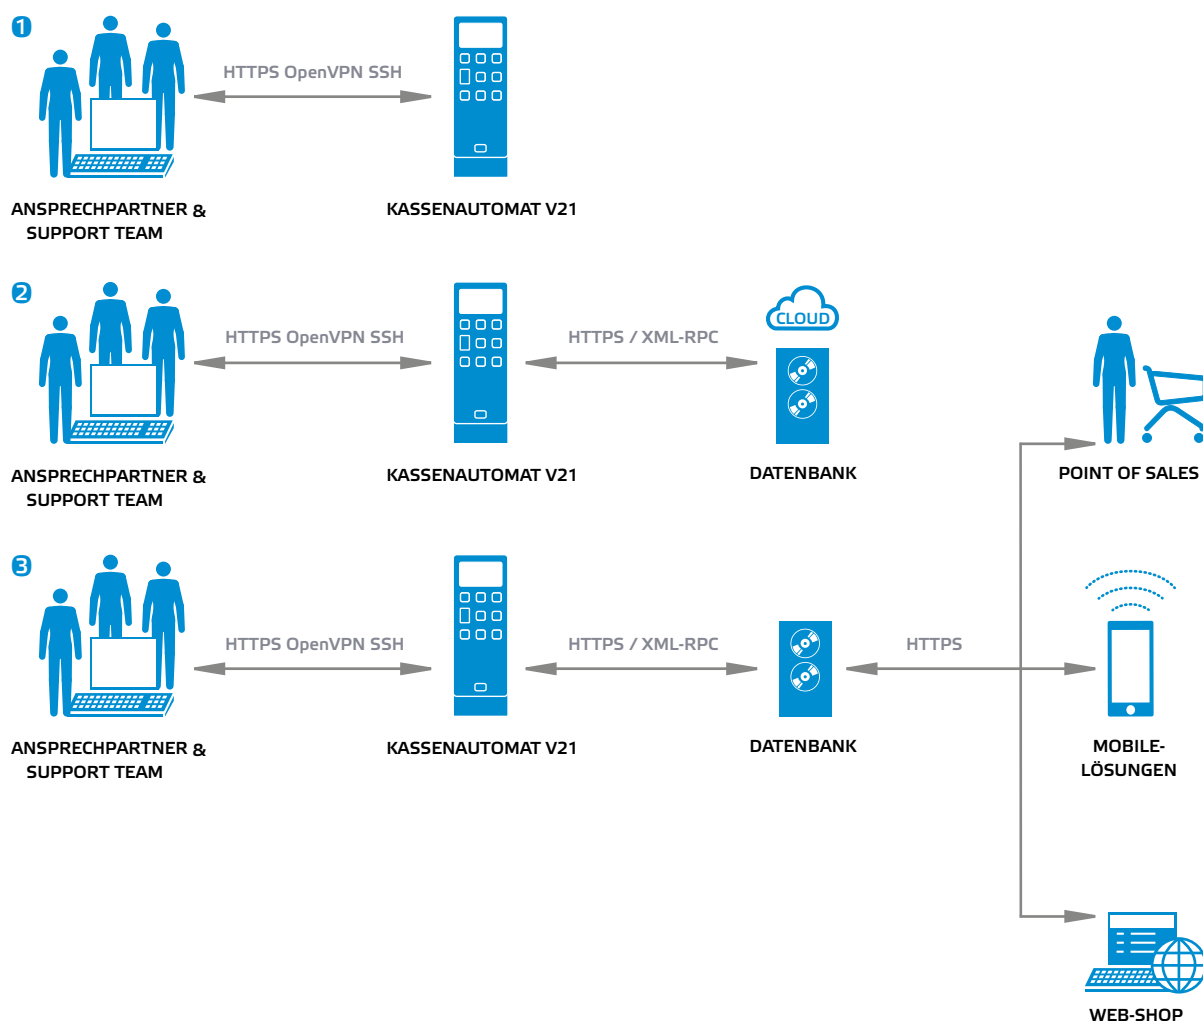 1
HTTPS OpenVPN SSH
ANSPRECHPARTNER &
SUPPORT TEAM
KASSENAUTOMAT V21
2
HTTPS OpenVPN SSH
HTTPS / XML-RPC
CLOUD
ANSPRECHPARTNER &
SUPPORT TEAM
KASSENAUTOMAT V21
DATENBANK
POINT OF SALES
3
HTTPS OpenVPN SSH
HTTPS / XML-RPC
HTTPS
ANSPRECHPARTNER &
SUPPORT TEAM
KASSENAUTOMAT V21
DATENBANK
MOBILE-
LÖSUNGEN
WEB-SHOP